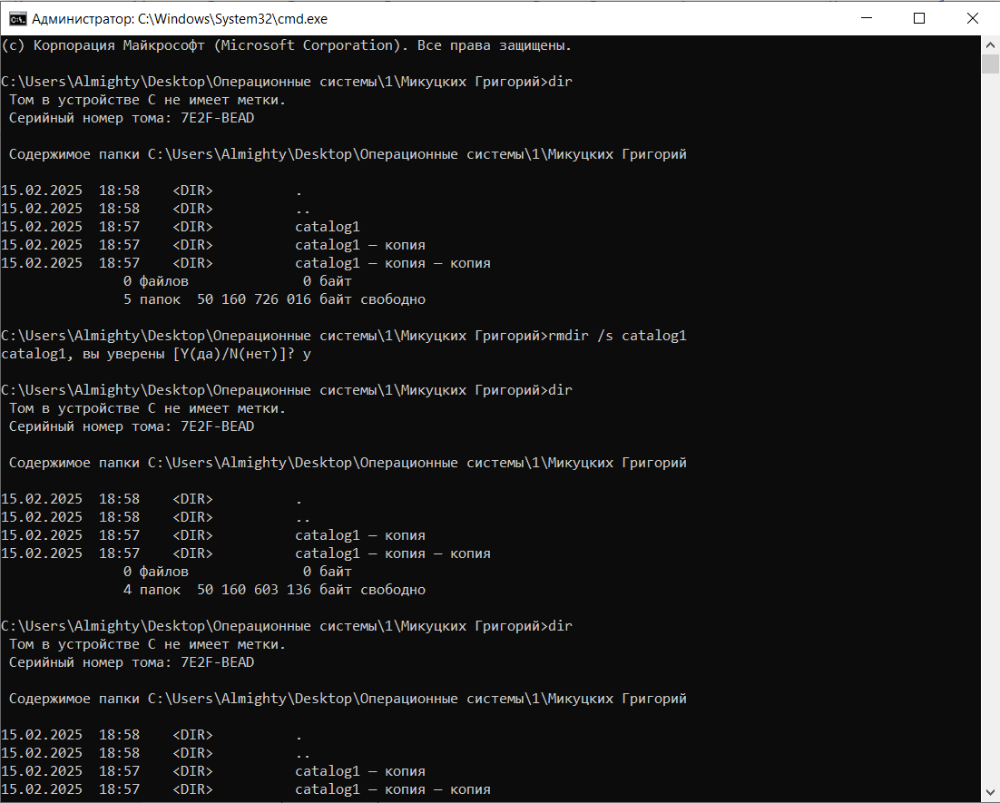 Администратор: C:\Windows\System32\cmd.exe
(c) Корпорация Майкрософт (Microsoft Corporation). Все права защищены.
C:\Users\Almighty\Desktop\Операционные системы\1\Микуцких Григорий>dir
Том в устройстве C не имеет метки.
Серийный номер тома: 7E2F-BEAD
Содержимое папки C:\Users\Almighty\Desktop\Операционные системы\1\Микуцких Григорий
15.02.2025  18:58    <DIR>          .
15.02.2025  18:58    <DIR>          ..
15.02.2025  18:57    <DIR>          catalog1
15.02.2025  18:57    <DIR>          catalog1 — копия
15.02.2025  18:57    <DIR>          catalog1 — копия — копия
0 файлов              0 байт
5 папок  50 160 726 016 байт свободно
C:\Users\Almighty\Desktop\Операционные системы\1\Микуцких Григорий>rmdir /s catalog1
catalog1, вы уверены [Y(да)/N(нет)]? y
C:\Users\Almighty\Desktop\Операционные системы\1\Микуцких Григорий>dir
Том в устройстве C не имеет метки.
Серийный номер тома: 7E2F-BEAD
Содержимое папки C:\Users\Almighty\Desktop\Операционные системы\1\Микуцких Григорий
15.02.2025  18:58    <DIR>          .
15.02.2025  18:58    <DIR>          ..
15.02.2025  18:57    <DIR>          catalog1 — копия
15.02.2025  18:57    <DIR>          catalog1 — копия — копия
0 файлов              0 байт
4 папок  50 160 603 136 байт свободно
C:\Users\Almighty\Desktop\Операционные системы\1\Микуцких Григорий>dir
Том в устройстве C не имеет метки.
Серийный номер тома: 7E2F-BEAD
Содержимое папки C:\Users\Almighty\Desktop\Операционные системы\1\Микуцких Григорий
15.02.2025  18:58    <DIR>          .
15.02.2025  18:58    <DIR>          ..
15.02.2025  18:57    <DIR>          catalog1 — копия
15.02.2025  18:57    <DIR>          catalog1 — копия — копия